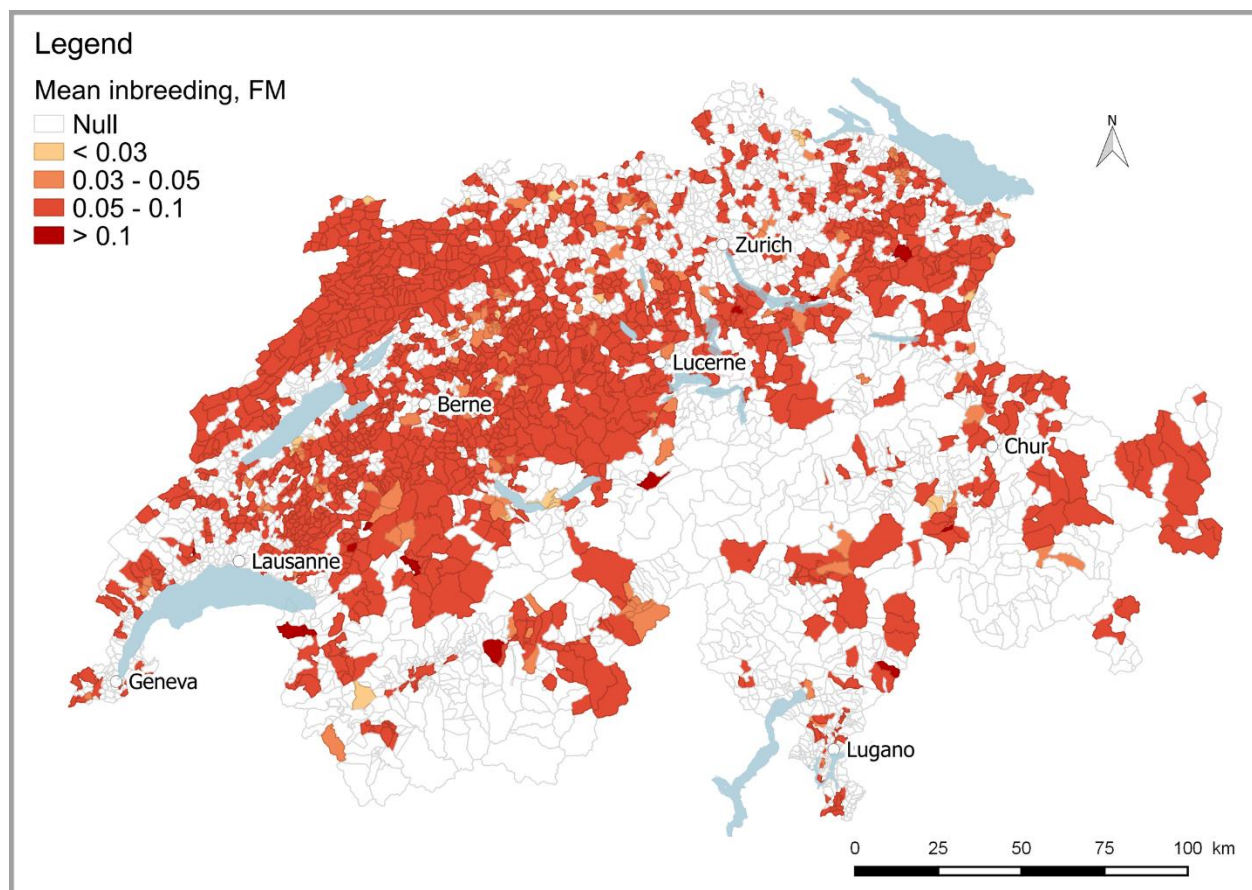 Legend
Mean inbreeding, FM
Null
< 0.03
0.03 - 0.05
0.05 - 0.1
> 0.1
N
Zurich
Lucerne
Berne
Chur
Lausanne
Geneva
Lugano
0 25 50 75 100 km